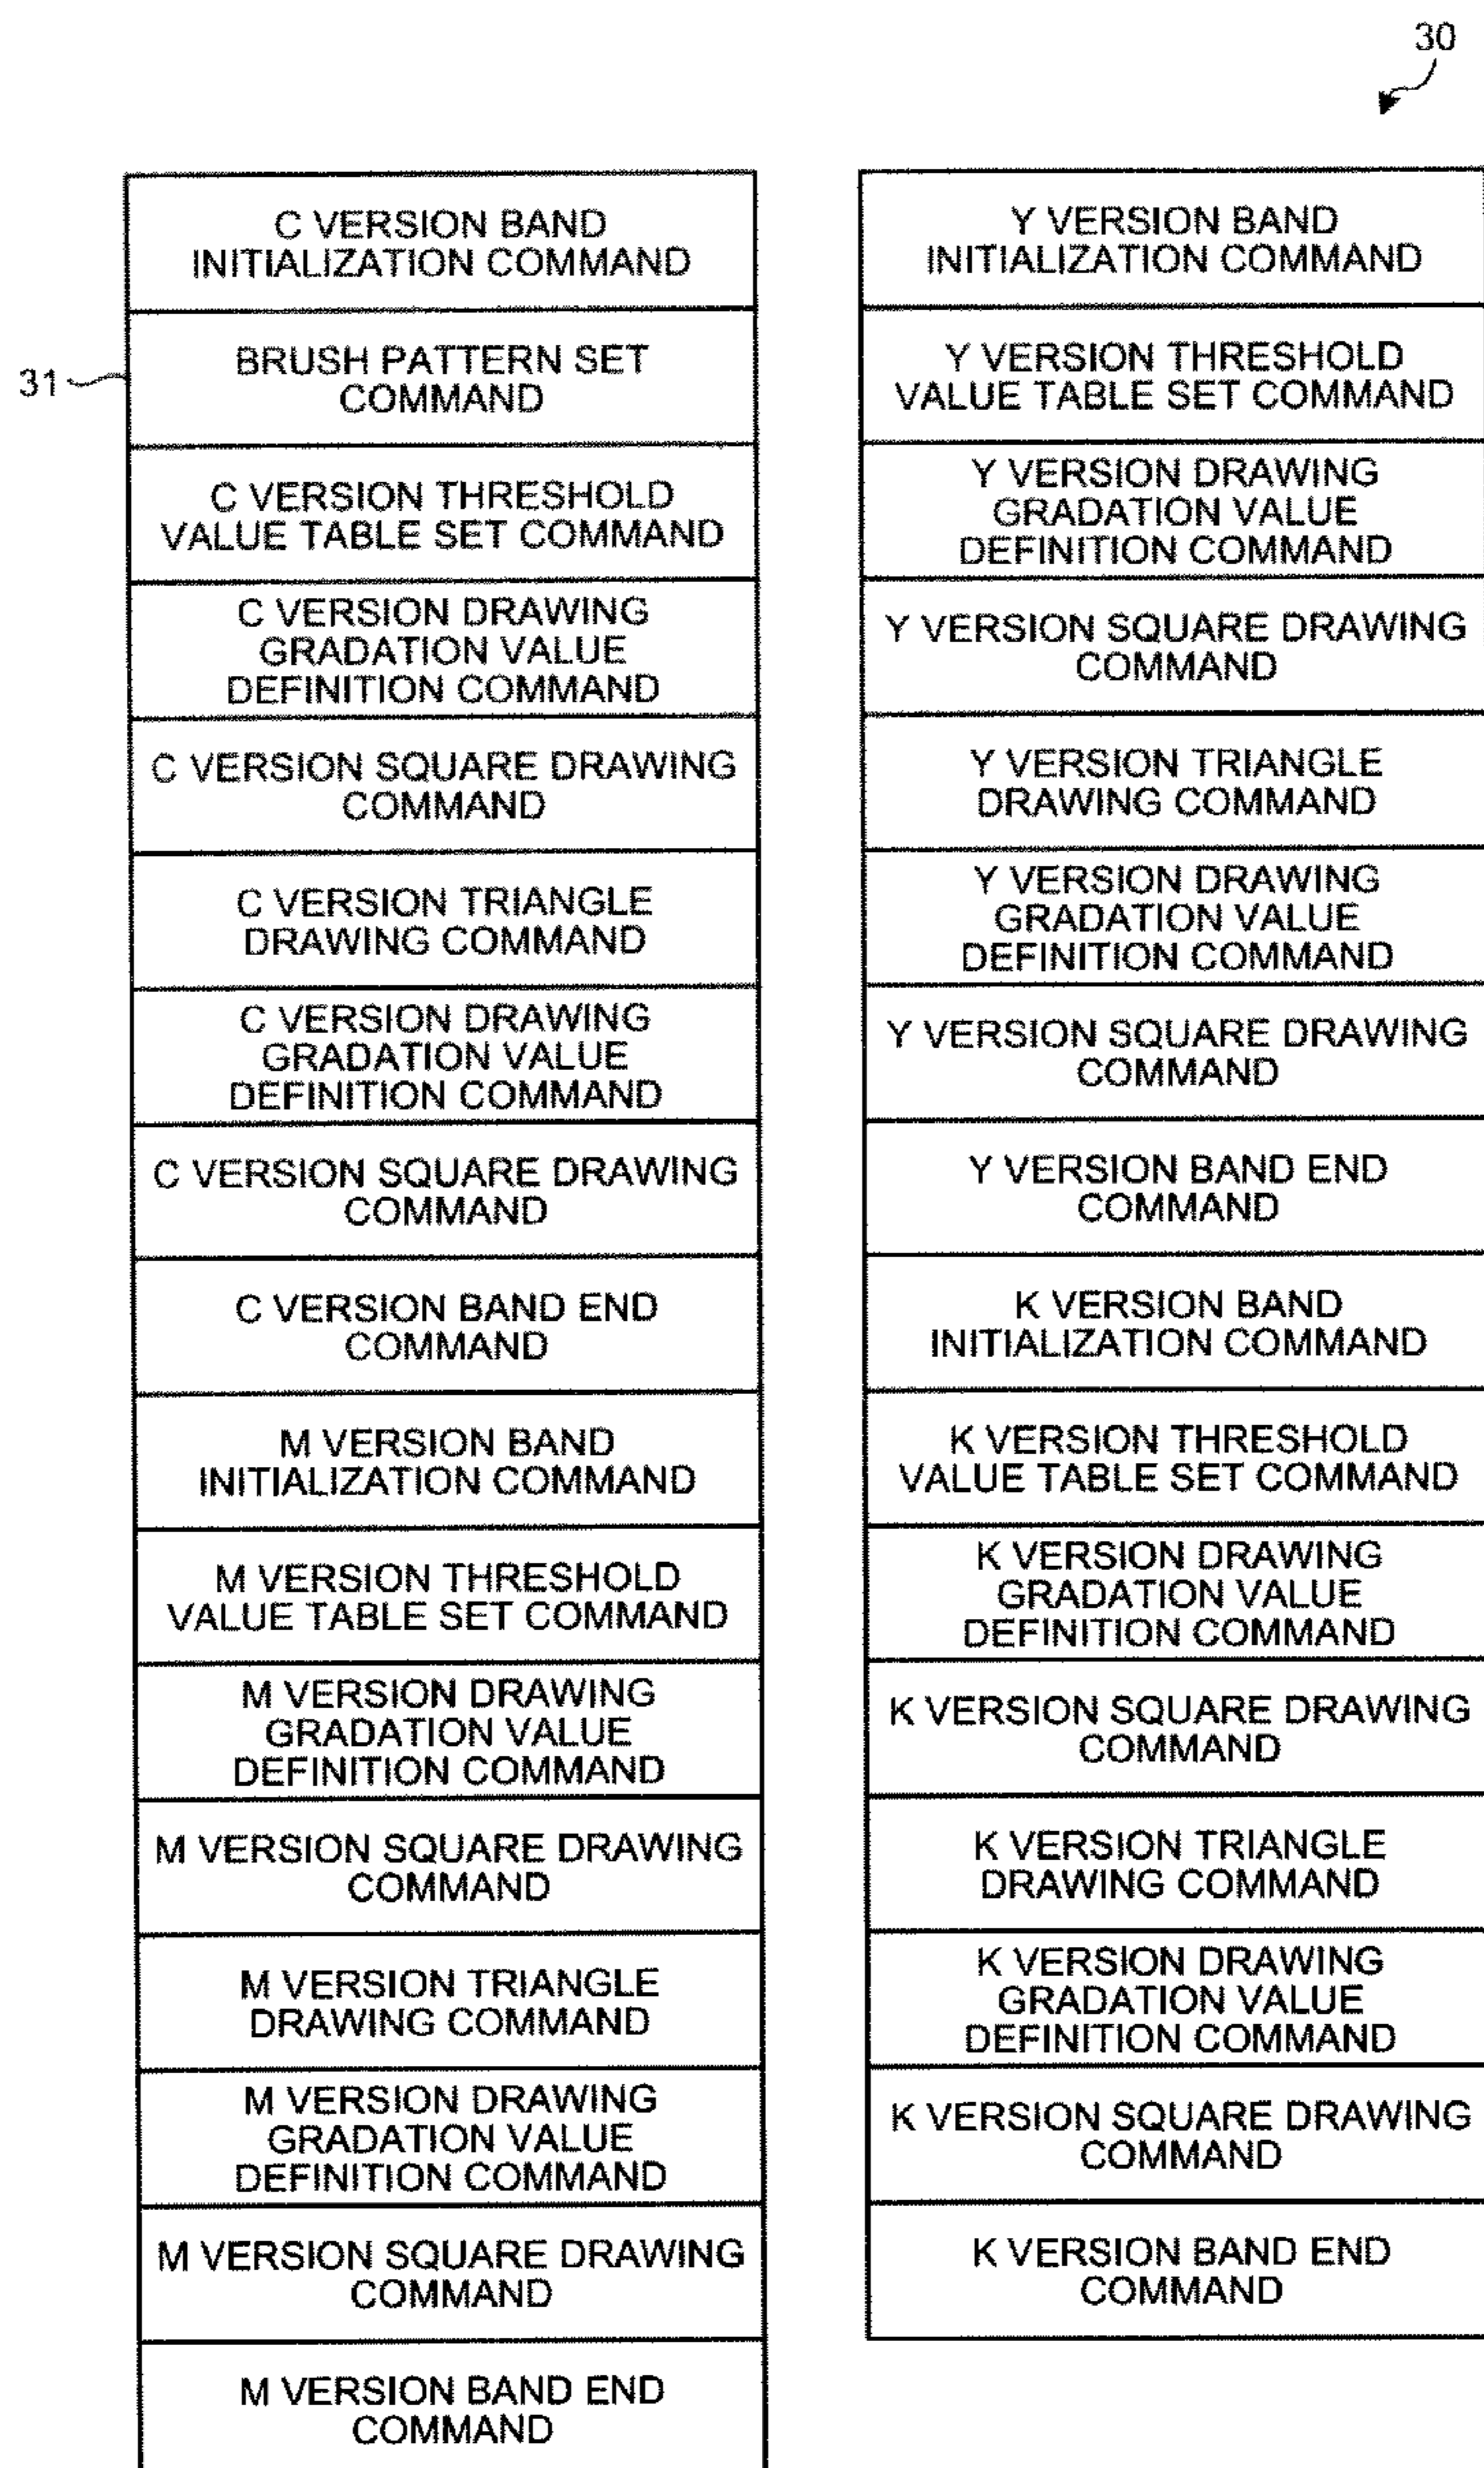 30
C VERSION BAND
INITIALIZATION COMMAND
31
BRUSH PATTERN SET
COMMAND
C VERSION THRESHOLD
VALUE TABLE SET COMMAND
C VERSION DRAWING
GRADATION VALUE
DEFINITION COMMAND
C VERSION SQUARE DRAWING
COMMAND
C VERSION TRIANGLE
DRAWING COMMAND
C VERSION DRAWING
GRADATION VALUE
DEFINITION COMMAND
C VERSION SQUARE DRAWING
COMMAND
C VERSION BAND END
COMMAND
M VERSION BAND
INITIALIZATION COMMAND
M VERSION THRESHOLD
VALUE TABLE SET COMMAND
M VERSION DRAWING
GRADATION VALUE
DEFINITION COMMAND
M VERSION SQUARE DRAWING
COMMAND
M VERSION TRIANGLE
DRAWING COMMAND
M VERSION DRAWING
GRADATION VALUE
DEFINITION COMMAND
M VERSION SQUARE DRAWING
COMMAND
M VERSION BAND END
COMMAND
Y VERSION BAND
INITIALIZATION COMMAND
Y VERSION THRESHOLD
VALUE TABLE SET COMMAND
Y VERSION DRAWING
GRADATION VALUE
DEFINITION COMMAND
Y VERSION SQUARE DRAWING
COMMAND
Y VERSION TRIANGLE
DRAWING COMMAND
Y VERSION DRAWING
GRADATION VALUE
DEFINITION COMMAND
Y VERSION SQUARE DRAWING
COMMAND
Y VERSION BAND END
COMMAND
K VERSION BAND
INITIALIZATION COMMAND
K VERSION THRESHOLD
VALUE TABLE SET COMMAND
K VERSION DRAWING
GRADATION VALUE
DEFINITION COMMAND
K VERSION SQUARE DRAWING
COMMAND
K VERSION TRIANGLE
DRAWING COMMAND
K VERSION DRAWING
GRADATION VALUE
DEFINITION COMMAND
K VERSION SQUARE DRAWING
COMMAND
K VERSION BAND END
COMMAND